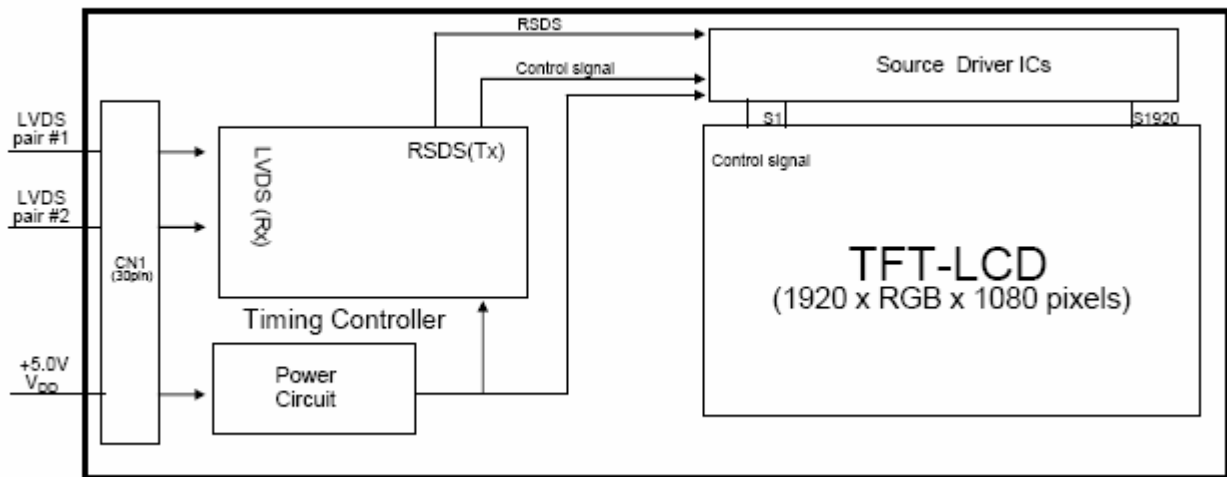 RSDS
Control signal
Source Driver ICs
S1
S1920
LVDS
pair #1
LVDS
pair #2
CN1
(30pin)
LVDS (Rx)
RSDS(Tx)
Timing Controller
Control signal
TFT-LCD
(1920 x RGB x 1080 pixels)
+5.0V
VDD
Power
Circuit